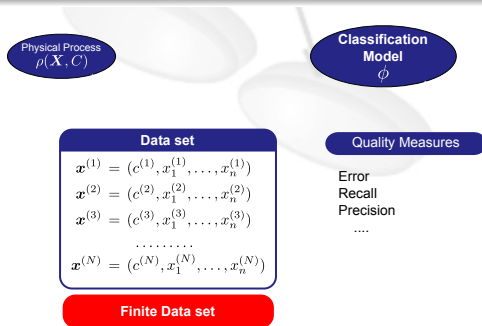 Physical Process
ρ(X, C)
Classification
Model
ϕ
Data set
x^(1) = (c^(1), x_1^(1), . . . , x_n^(1))
x^(2) = (c^(2), x_1^(2), . . . , x_n^(2))
x^(3) = (c^(3), x_1^(3), . . . , x_n^(3))
.........
x^(N) = (c^(N), x_1^(N), . . . , x_n^(N))
Finite Data set
Quality Measures
Error
Recall
Precision
....